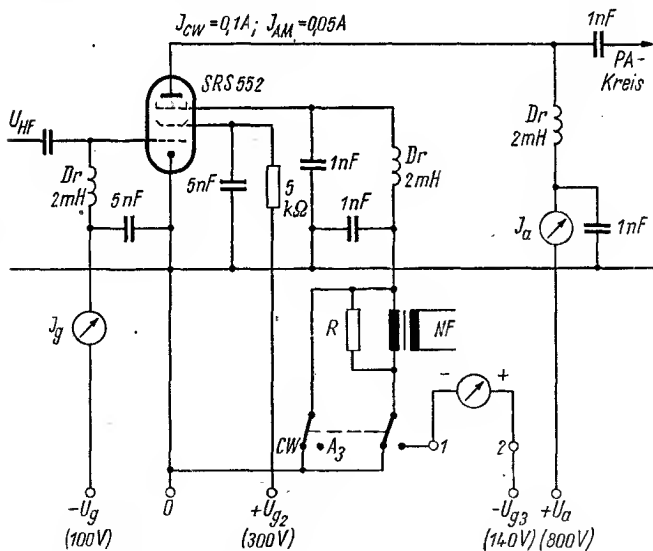 J_CW = 0,1A; J_AM = 0,05A
1nF
PA-
Kreis
SRS 552
U_HF
Dr
2mH
5nF
5nF
5
kΩ
1nF
1nF
Dr
2mH
Dr
2mH
J_a
1nF
J_g
R
NF
- +
CW
A_3
1
2
-U_g
(100V)
0
+U_g2
(300V)
-U_g3
(140V)
+U_a
(800V)